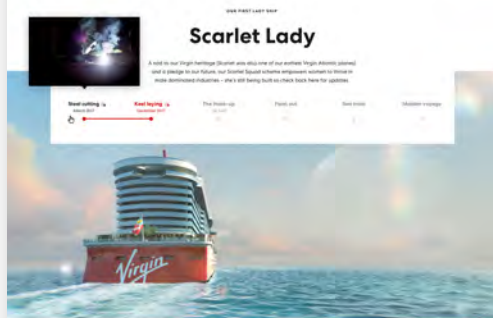 OUR FIRST LADY SHIP
Scarlet Lady
A nod to our Virgin heritage (Scarlet was also one of our earliest Virgin Atlantic planes)
and a pledge to our future, our Scarlet Squad scheme empowers women to thrive in
male dominated industries – she's still being built so check back here for updates.
Steel cutting
Keel laying
Float out
Sea trials
Maiden voyage
March 2017
Virgin